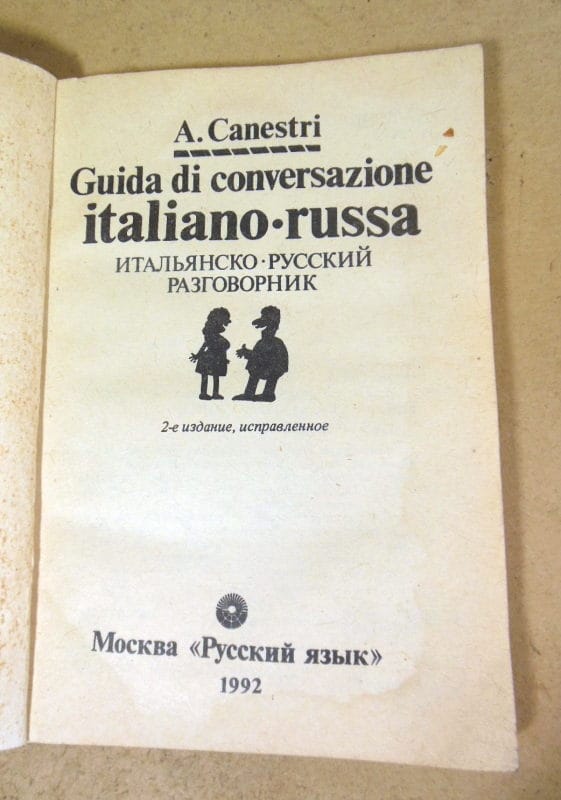 A. Canestri
Guida di conversazione
italiano·russa
ИТАЛЬЯНСКО·РУССКИЙ
РАЗГОВОРНИК
2-е издание, исправленное
Москва «Русский язык»
1992